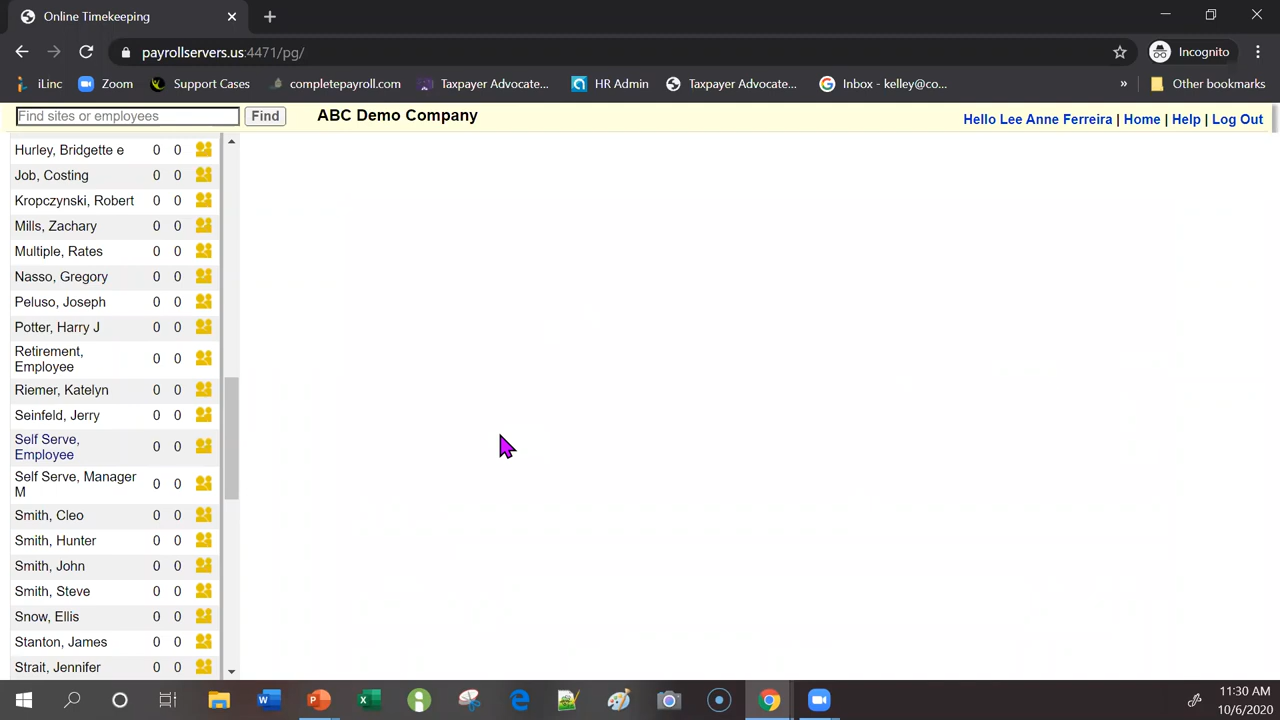 Online Timekeeping
payrollservers.us:4471/pg/
Incognito
iLinc
Zoom
Support Cases
completepayroll.com
Taxpayer Advocate...
HR Admin
Taxpayer Advocate...
Inbox - kelley@co...
»
Other bookmarks
Find sites or employees
Find
ABC Demo Company
Hello Lee Anne Ferreira | Home | Help | Log Out
Hurley, Bridgette e 0 0
Job, Costing 0 0
Kropczynski, Robert 0 0
Mills, Zachary 0 0
Multiple, Rates 0 0
Nasso, Gregory 0 0
Peluso, Joseph 0 0
Potter, Harry J 0 0
Retirement,
Employee 0 0
Riemer, Katelyn 0 0
Seinfeld, Jerry 0 0
Self Serve,
Employee 0 0
Self Serve, Manager
M 0 0
Smith, Cleo 0 0
Smith, Hunter 0 0
Smith, John 0 0
Smith, Steve 0 0
Snow, Ellis 0 0
Stanton, James 0 0
Strait, Jennifer 0 0
11:30 AM
10/6/2020